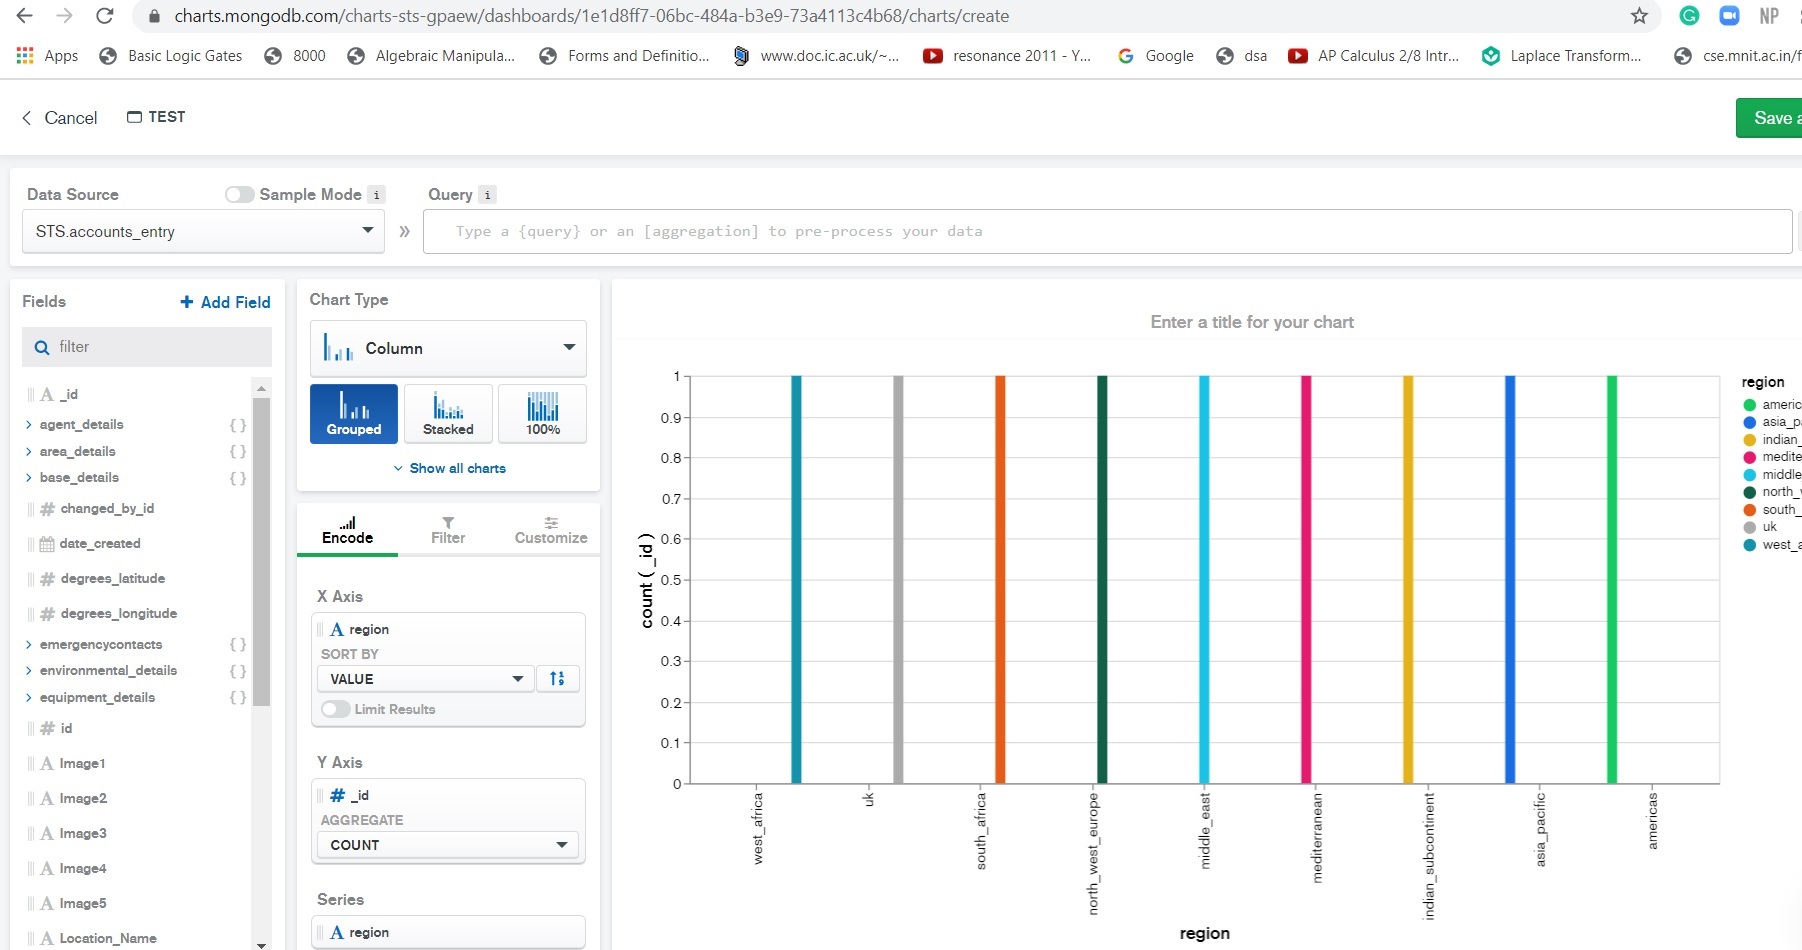 charts.mongodb.com/charts-sts-gpaew/dashboards/1e1d8ff7-06bc-484a-b3e9-73a4113c4b68/charts/create
NP
Apps Basic Logic Gates 8000 Algebraic Manipula... Forms and Definitio... www.doc.ic.ac.uk/~... resonance 2011 - Y... Google dsa AP Calculus 2/8 Intr... Laplace Transform... cse.mnit.ac.in/f
Cancel TEST
Save a
Data Source Sample Mode i Query i
STS.accounts_entry » Type a {query} or an [aggregation] to pre-process your data
Fields + Add Field
filter
A _id
agent_details {}
area_details {}
base_details {}
# changed_by_id
date_created
# degrees_latitude
# degrees_longitude
emergencycontacts {}
environmental_details {}
equipment_details {}
# id
A Image1
A Image2
A Image3
A Image4
A Image5
A Location_Name
Chart Type
Column
Grouped Stacked 100%
Show all charts
Encode Filter Customize
X Axis
A region
SORT BY
VALUE
Limit Results
Y Axis
# _id
AGGREGATE
COUNT
Series
A region
Enter a title for your chart
count ( _id )
1
0.9
0.8
0.7
0.6
0.5
0.4
0.3
0.2
0.1
0
west_africa
uk
south_africa
north_west_europe
middle_east
mediterranean
indian_subcontinent
asia_pacific
americas
region
region
americ
asia_p
indian_
medite
middle
north_w
south_
uk
west_a